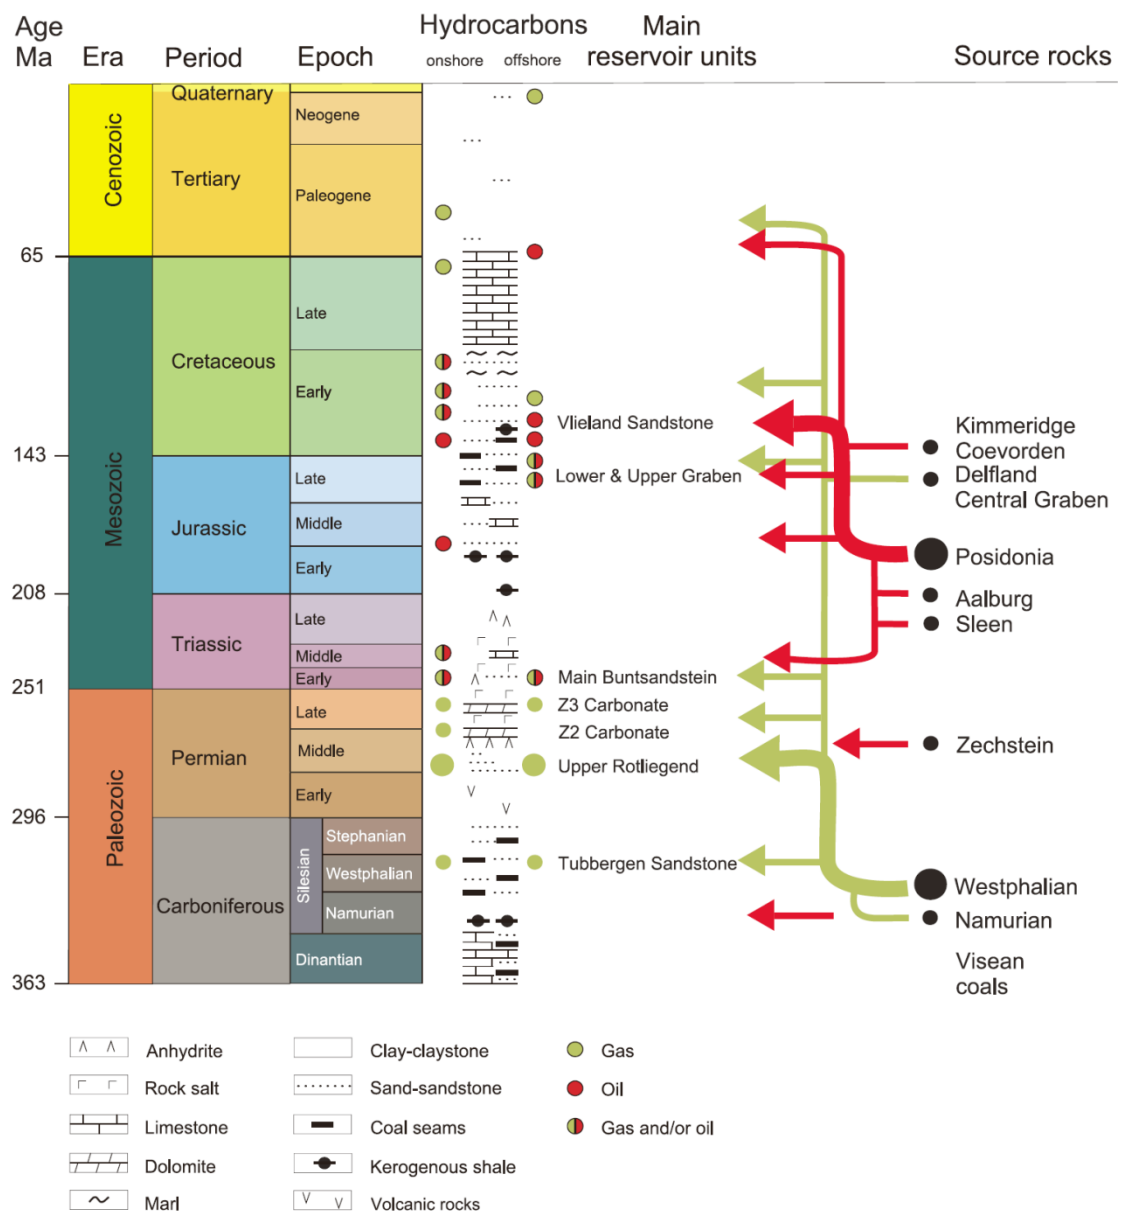 Age
Ma
Era
Period
Epoch
Hydrocarbons
onshore
offshore
Main
reservoir units
Source rocks
Cenozoic
Quaternary
Tertiary
Neogene
Paleogene
65
Mesozoic
Cretaceous
Late
Early
Vlieland Sandstone
Kimmeridge
Coevorden
143
Jurassic
Late
Middle
Early
Lower & Upper Graben
Delfland
Central Graben
Posidonia
208
Aalburg
Sleen
Triassic
Late
Middle
Early
Main Buntsandstein
251
Paleozoic
Permian
Late
Middle
Early
Z3 Carbonate
Z2 Carbonate
Zechstein
Upper Rotliegend
296
Carboniferous
Silesian
Stephanian
Westphalian
Namurian
Dinantian
Tubbergen Sandstone
Westphalian
Namurian
Visean
coals
363
Anhydrite
Clay-claystone
Gas
Rock salt
Sand-sandstone
Oil
Limestone
Coal seams
Gas and/or oil
Dolomite
Kerogenous shale
Marl
Volcanic rocks